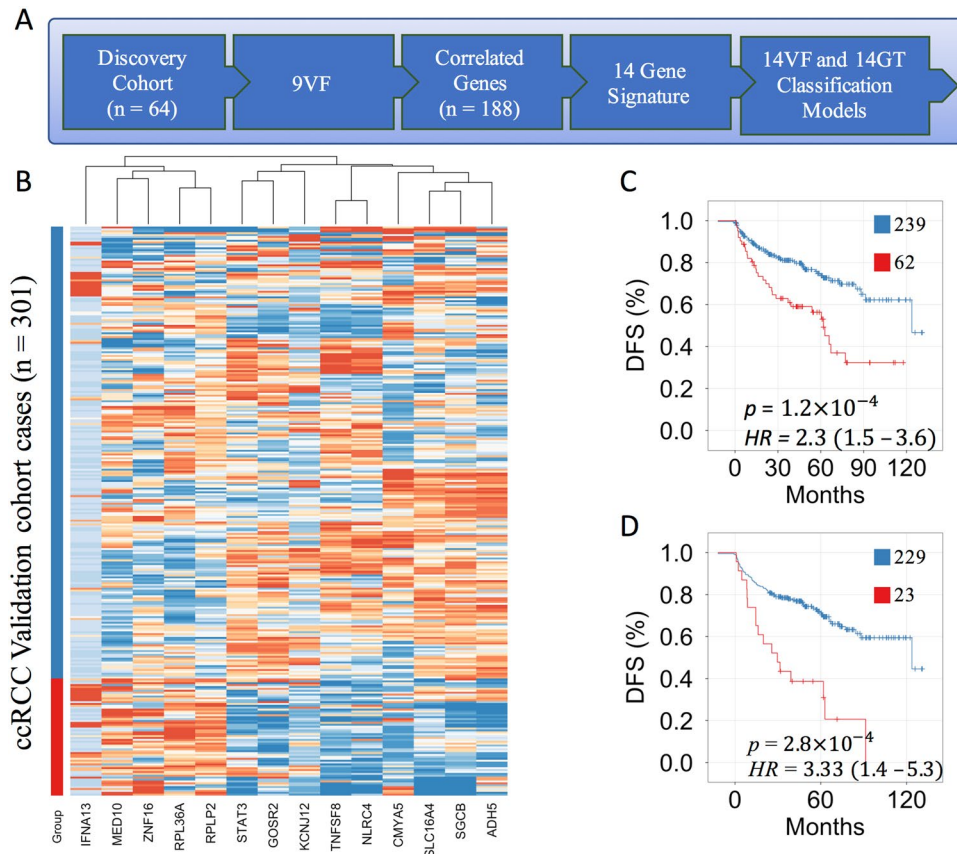 A
Discovery
Cohort
(n = 64)
9VF
Correlated
Genes
(n = 188)
14 Gene
Signature
14VF and 14GT
Classification
Models
B
ccRCC Validation cohort cases (n = 301)
Group
IFNA13
MED10
ZNF16
RPL36A
RPLP2
STAT3
GOSR2
KCNJ12
TNFSF8
NLRC4
CMYA5
SLC16A4
SGCB
ADH5
C
DFS (%)
1.0
0.8
0.6
0.4
0.2
0.0
239
62
p = 1.2×10⁻⁴
HR = 2.3 (1.5 – 3.6)
0 30 60 90 120
Months
D
DFS (%)
1.0
0.8
0.6
0.4
0.2
0.0
229
23
p = 2.8×10⁻⁴
HR = 3.33 (1.4 – 5.3)
0 30 60 90 120
Months